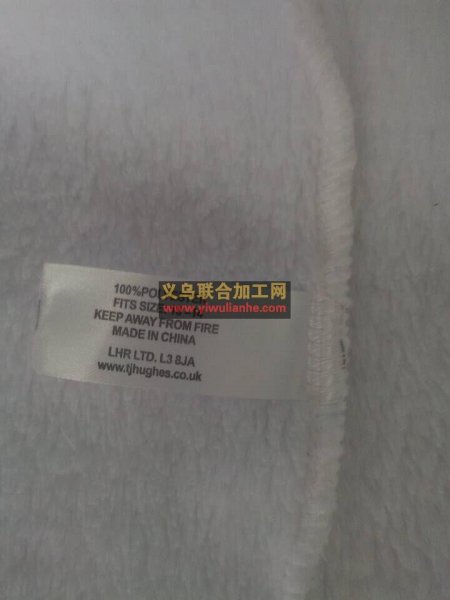 100%PO
义乌联合加工网
FITS SIZE
www.yiwulianhe.com
KEEP AWAY FROM FIRE
MADE IN CHINA
LHR LTD. L3 8JA
www.tjhughes.co.uk